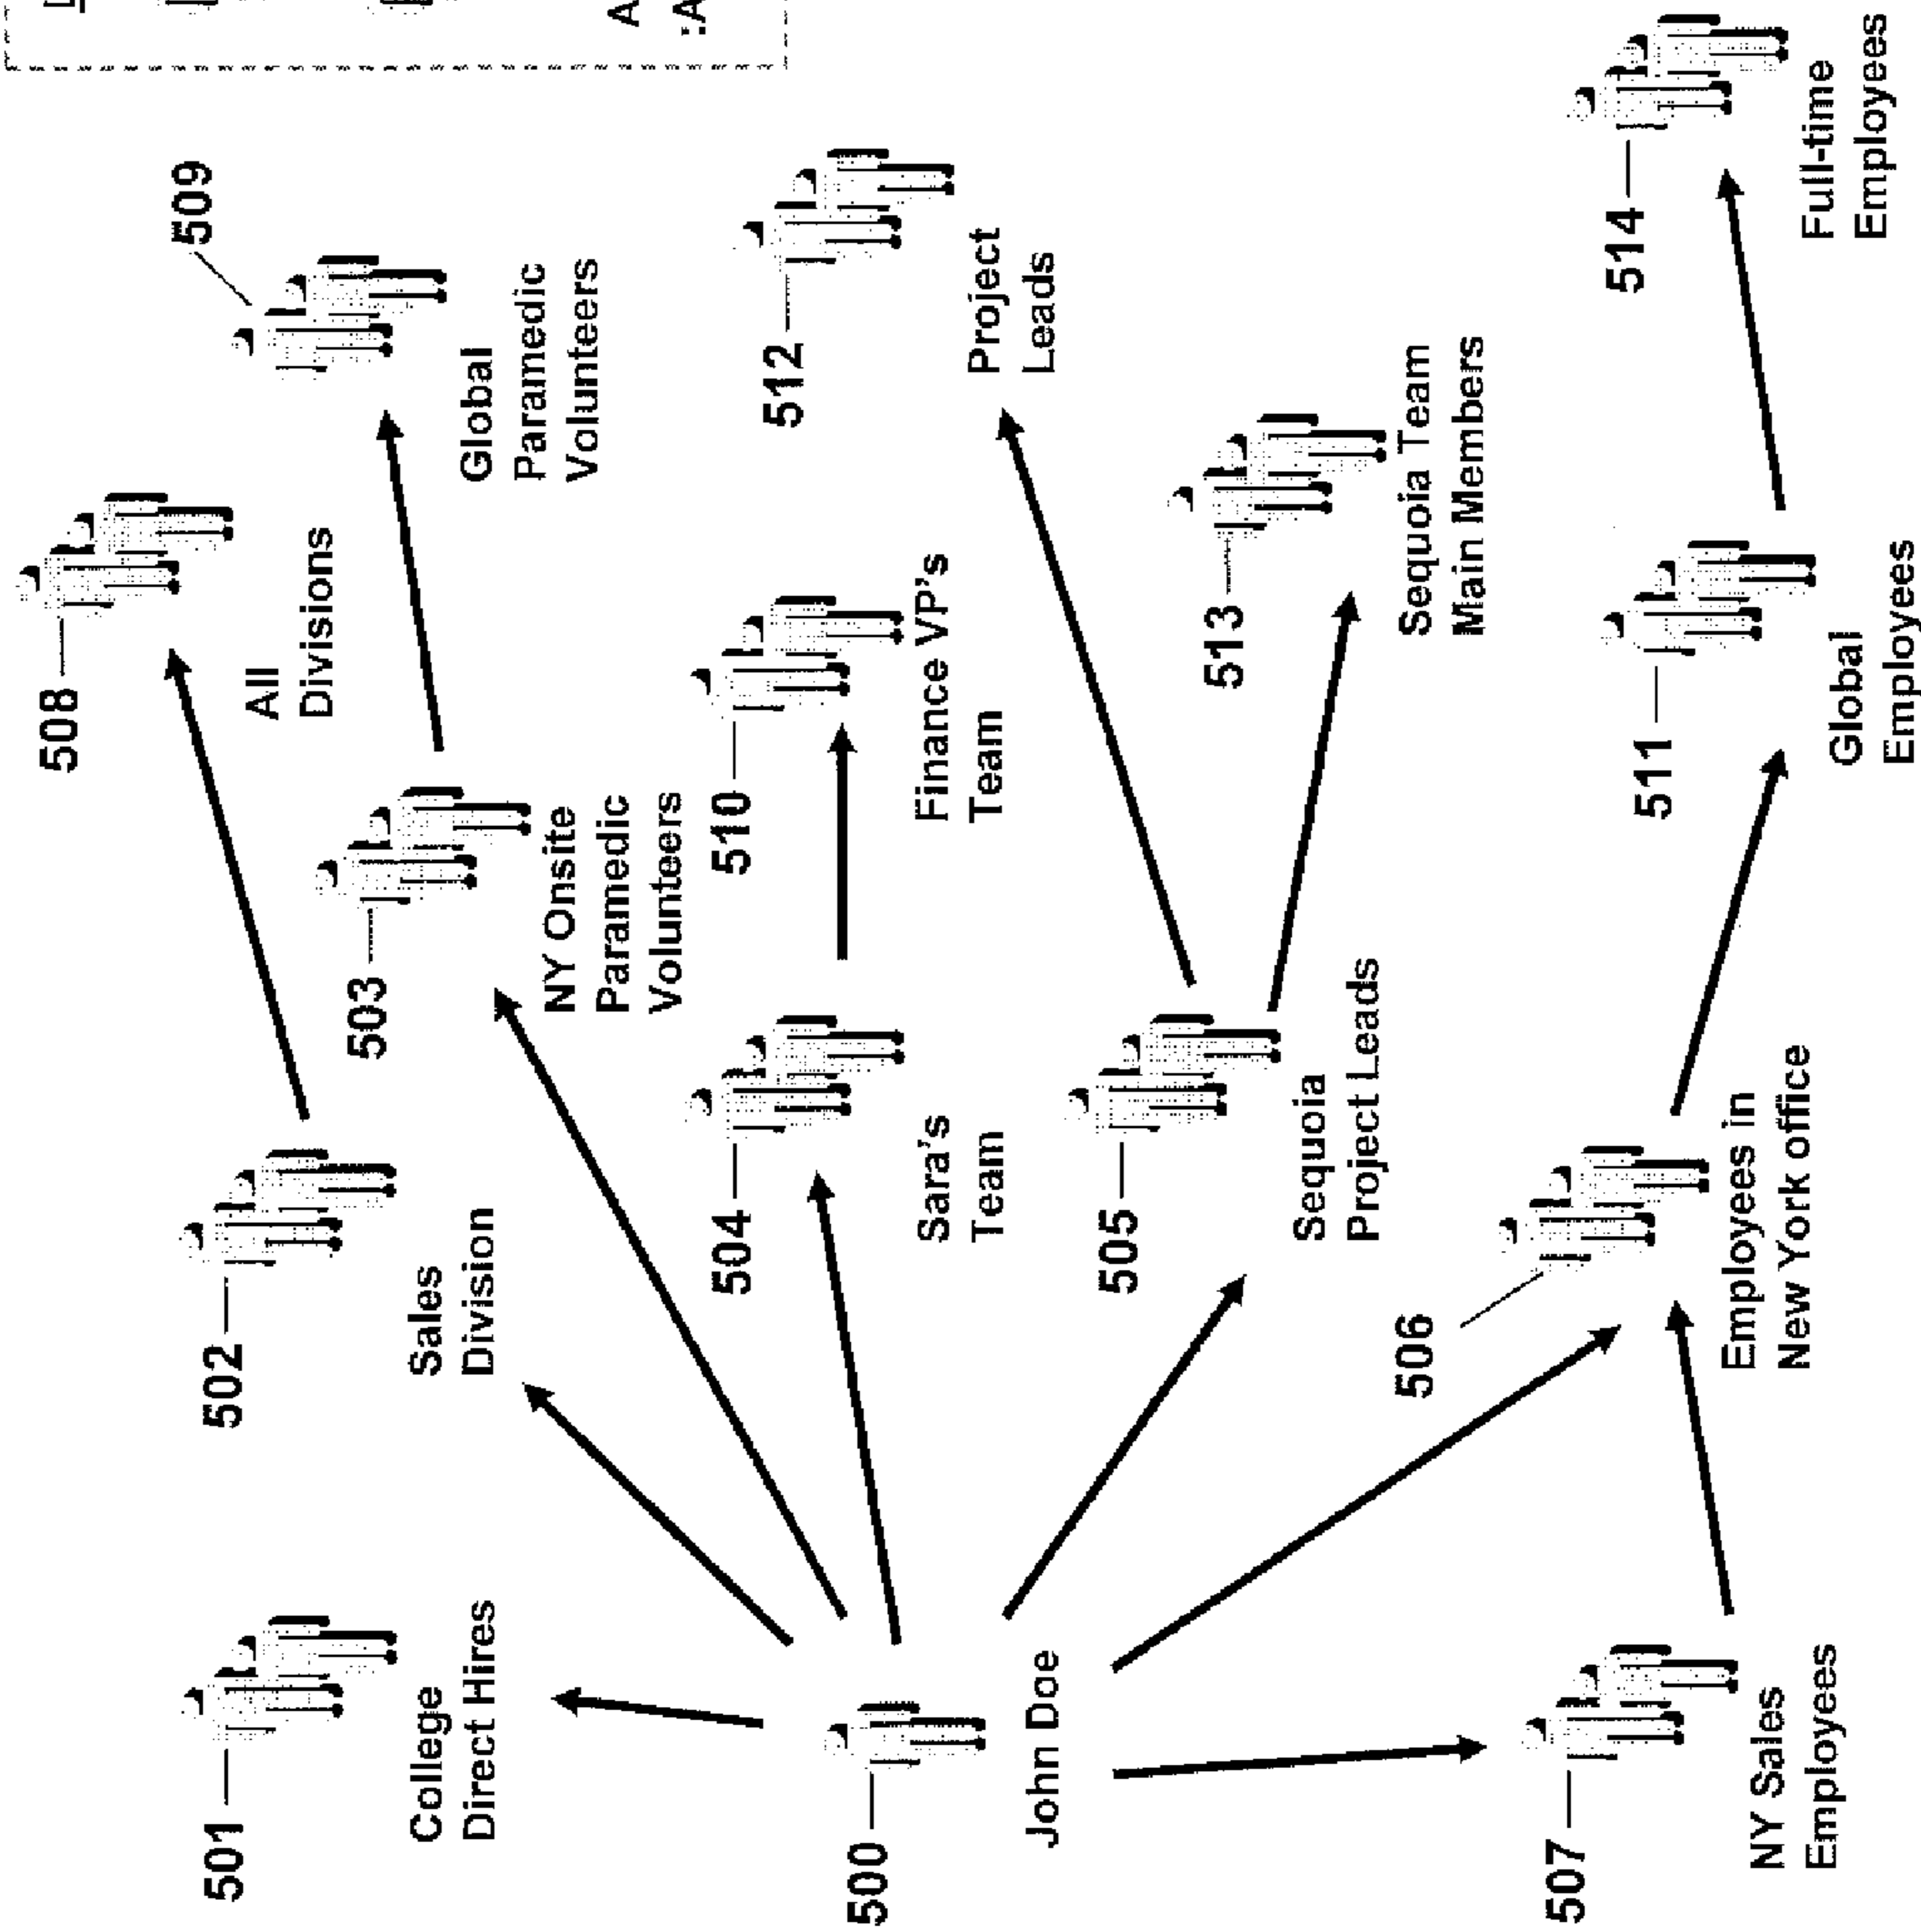 501
College
Direct Hires
502
Sales
Division
508
All
Divisions
503
NY Onsite
Paramedic
Volunteers
509
Global
Paramedic
Volunteers
500
John Doe
504
Sara's
Team
510
Finance VP's
Team
512
Project
Leads
505
Sequoia
Project Leads
513
Sequoia Team
Main Members
507
NY Sales
Employees
506
Employees in
New York office
511
Global
Employees
514
Full-time
Employees
A
:A